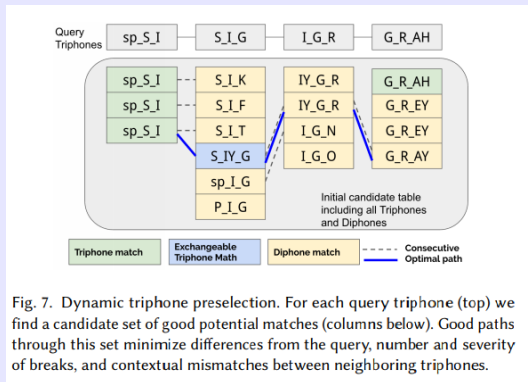 Query
Triphones
sp_S_I
S_I_G
I_G_R
G_R_AH
sp_S_I
S_I_K
IY_G_R
G_R_AH
sp_S_I
S_I_F
IY_G_R
G_R_EY
sp_S_I
S_I_T
I_G_N
G_R_EY
S_IY_G
I_G_O
G_R_AY
sp_I_G
P_I_G
Initial candidate table
including all Triphones
and Diphones
Triphone match
Exchangeable
Triphone Math
Diphone match
Consecutive
Optimal path
Fig. 7. Dynamic triphone preselection. For each query triphone (top) we
find a candidate set of good potential matches (columns below). Good paths
through this set minimize differences from the query, number and severity
of breaks, and contextual mismatches between neighboring triphones.